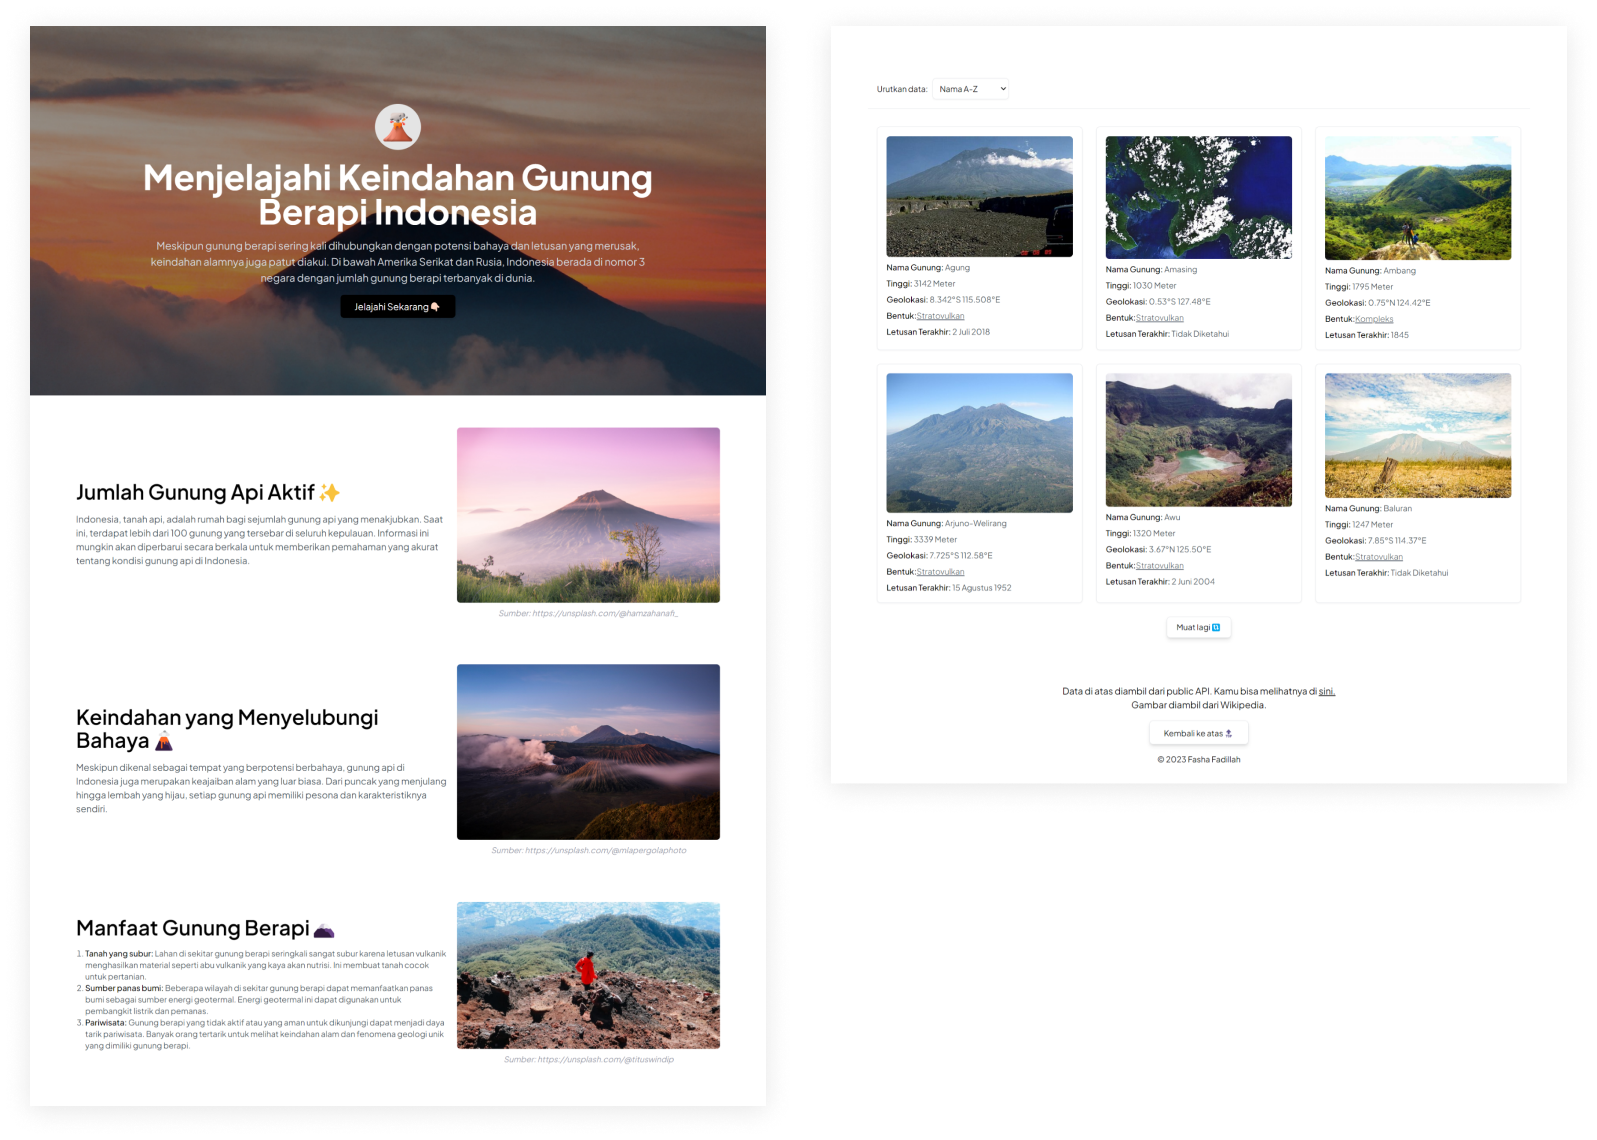 Menjelajahi Keindahan Gunung
Berapi Indonesia
Meskipun gunung berapi sering kali dihubungkan dengan potensi bahaya dan letusan yang merusak,
keindahan alamnya juga patut diakui. Di bawah Amerika Serikat dan Rusia, Indonesia berada di nomor 3
negara dengan jumlah gunung berapi terbanyak di dunia.
Jelajahi Sekarang 👇🏻
Jumlah Gunung Api Aktif ✨
Indonesia, tanah api, adalah rumah bagi sejumlah gunung api yang menakjubkan. Saat
ini, terdapat lebih dari 100 gunung yang tersebar di seluruh kepulauan. Informasi ini
mungkin akan diperbarui secara berkala untuk memberikan pemahaman yang akurat
tentang kondisi gunung api di Indonesia.
Sumber: https://unsplash.com/@hamzahanafi_
Keindahan yang Menyelubungi
Bahaya 🌋
Meskipun dikenal sebagai tempat yang berpotensi berbahaya, gunung api di
Indonesia juga merupakan keajaiban alam yang luar biasa. Dari puncak yang menjulang
hingga lembah yang hijau, setiap gunung api memiliki pesona dan karakteristiknya
sendiri.
Sumber: https://unsplash.com/@mlapergolaphoto
Manfaat Gunung Berapi
1. Tanah yang subur: Lahan di sekitar gunung berapi seringkali sangat subur karena letusan vulkanik
menghasilkan material seperti abu vulkanik yang kaya akan nutrisi. Ini membuat tanah cocok
untuk pertanian.
2. Sumber panas bumi: Beberapa wilayah di sekitar gunung berapi dapat memanfaatkan panas
bumi sebagai sumber energi geotermal. Energi geotermal ini dapat digunakan untuk
pembangkit listrik dan pemanas.
3. Pariwisata: Gunung berapi yang tidak aktif atau yang aman untuk dikunjungi dapat menjadi daya
tarik pariwisata. Banyak orang tertarik untuk melihat keindahan alam dan fenomena geologi unik
yang dimiliki gunung berapi.
Sumber: https://unsplash.com/@tituswindip
Urutkan data: Nama A-Z
Nama Gunung: Agung
Tinggi: 3142 Meter
Geolokasi: 8.342°S 115.508°E
Bentuk:Stratovulkan
Letusan Terakhir: 2 Juli 2018
Nama Gunung: Amasing
Tinggi: 1030 Meter
Geolokasi: 0.53°S 127.48°E
Bentuk:Stratovulkan
Letusan Terakhir: Tidak Diketahui
Nama Gunung: Ambang
Tinggi: 1795 Meter
Geolokasi: 0.75°N 124.42°E
Bentuk:Kompleks
Letusan Terakhir: 1845
Nama Gunung: Arjuno-Welirang
Tinggi: 3339 Meter
Geolokasi: 7.725°S 112.58°E
Bentuk:Stratovulkan
Letusan Terakhir: 15 Agustus 1952
Nama Gunung: Awu
Tinggi: 1320 Meter
Geolokasi: 3.67°N 125.50°E
Bentuk:Stratovulkan
Letusan Terakhir: 2 Juni 2004
Nama Gunung: Baluran
Tinggi: 1247 Meter
Geolokasi: 7.85°S 114.37°E
Bentuk:Stratovulkan
Letusan Terakhir: Tidak Diketahui
Muat lagi
Data di atas diambil dari public API. Kamu bisa melihatnya di sini.
Gambar diambil dari Wikipedia.
Kembali ke atas
© 2023 Fasha Fadillah